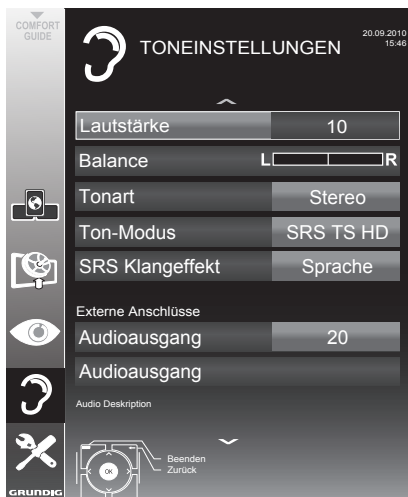 COMFORT
GUIDE
TONEINSTELLUNGEN
20.09.2010
15:46
Lautstärke 10
Balance L R
Tonart Stereo
Ton-Modus SRS TS HD
SRS Klangeffekt Sprache
Externe Anschlüsse
Audioausgang 20
Audioausgang
Audio Deskription
Beenden
Zurück
OK
GRUNDIG